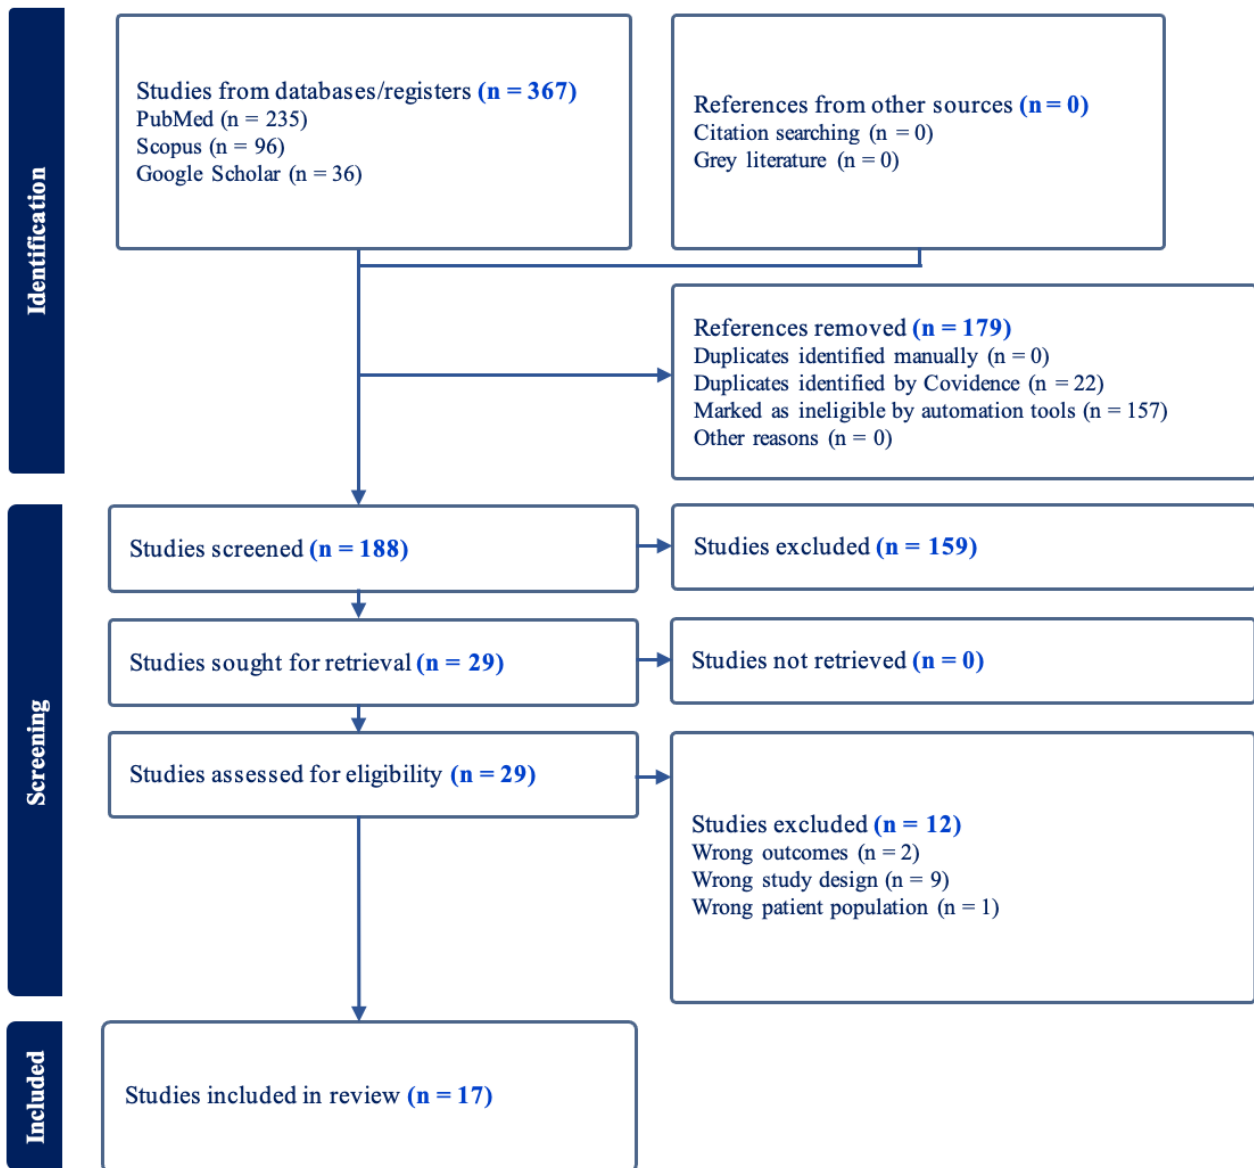 Identification
Studies from databases/registers (n = 367)
PubMed (n = 235)
Scopus (n = 96)
Google Scholar (n = 36)
References from other sources (n = 0)
Citation searching (n = 0)
Grey literature (n = 0)
References removed (n = 179)
Duplicates identified manually (n = 0)
Duplicates identified by Covidence (n = 22)
Marked as ineligible by automation tools (n = 157)
Other reasons (n = 0)
Screening
Studies screened (n = 188)
Studies excluded (n = 159)
Studies sought for retrieval (n = 29)
Studies not retrieved (n = 0)
Studies assessed for eligibility (n = 29)
Studies excluded (n = 12)
Wrong outcomes (n = 2)
Wrong study design (n = 9)
Wrong patient population (n = 1)
Included
Studies included in review (n = 17)